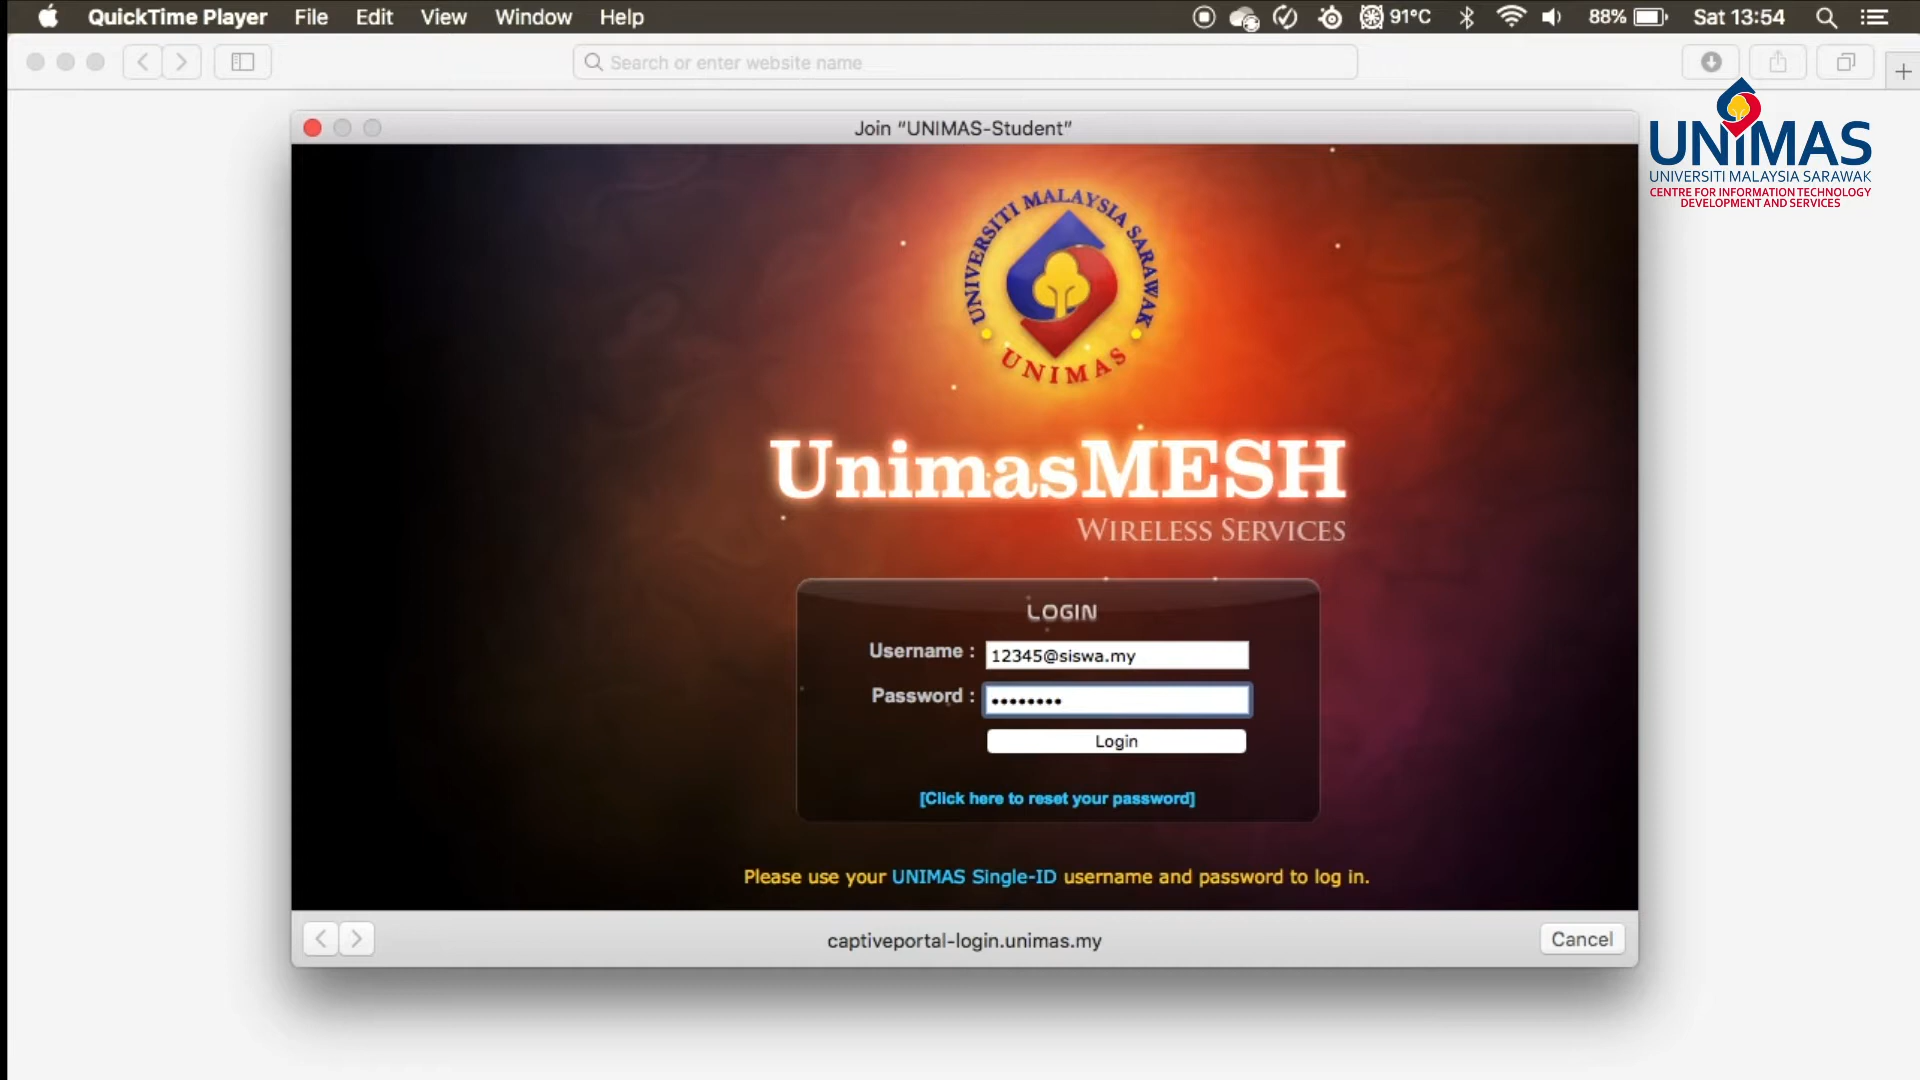 QuickTime Player File Edit View Window Help 91°C 88% Sat 13:54
Search or enter website name
Join “UNIMAS-Student”
UNIMAS
UNIVERSITI MALAYSIA SARAWAK
CENTRE FOR INFORMATION TECHNOLOGY
DEVELOPMENT AND SERVICES
UNIVERSITI MALAYSIA SARAWAK
UNIMAS
UnimasMESH
WIRELESS SERVICES
LOGIN
Username : 12345@siswa.my
Password : ••••••••
Login
[Click here to reset your password]
Please use your UNIMAS Single-ID username and password to log in.
captiveportal-login.unimas.my Cancel